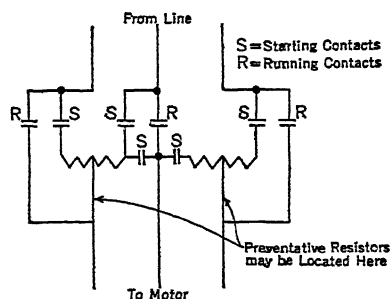 From Line
S=Starting Contacts
R=Running Contacts
R
S
S
R
S
R
S
S
Preventative Resistors
may be Located Here
To Motor